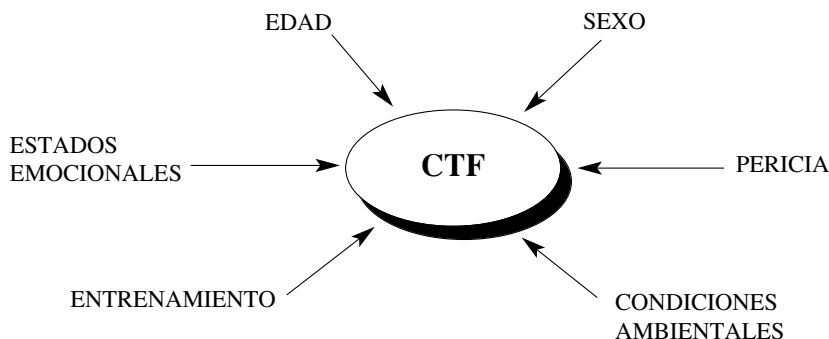 EDAD
SEXO
ESTADOS
EMOCIONALES
CTF
PERICIA
ENTRENAMIENTO
CONDICIONES
AMBIENTALES